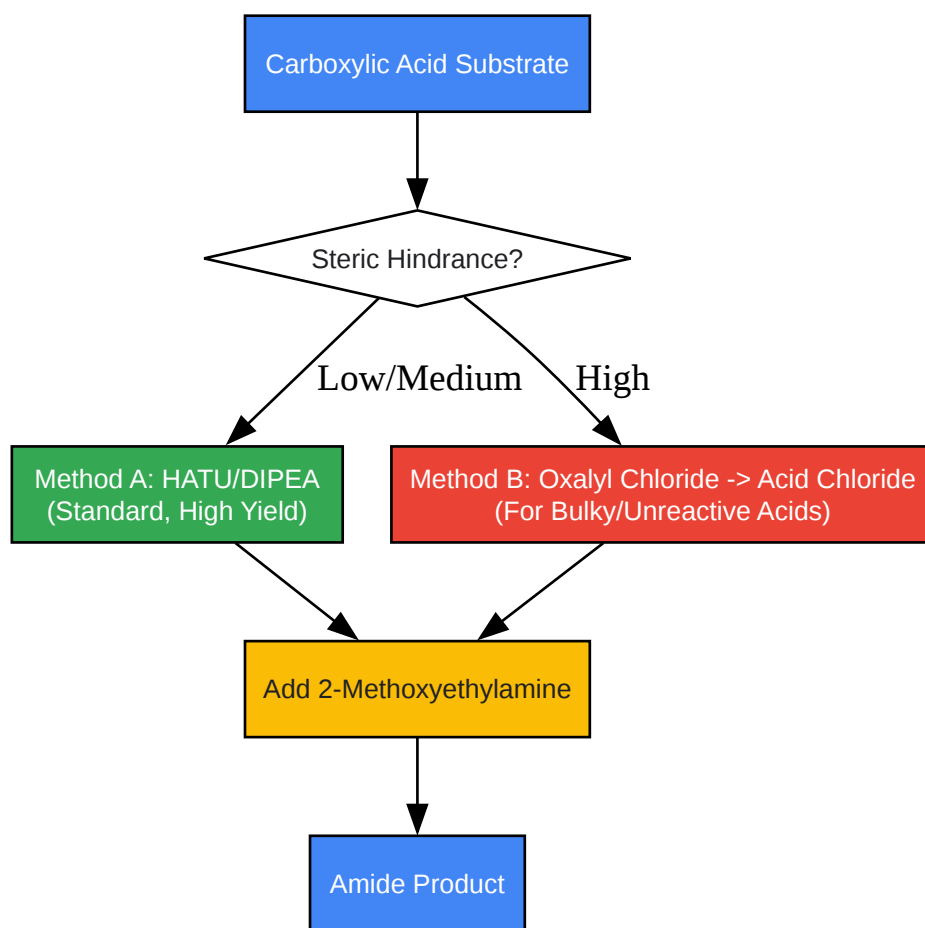 Carboxylic Acid Substrate
Steric Hindrance?
Low/Medium
High
Method A: HATU/DIPEA
(Standard, High Yield)
Method B: Oxalyl Chloride -> Acid Chloride
(For Bulky/Unreactive Acids)
Add 2-Methoxyethylamine
Amide Product